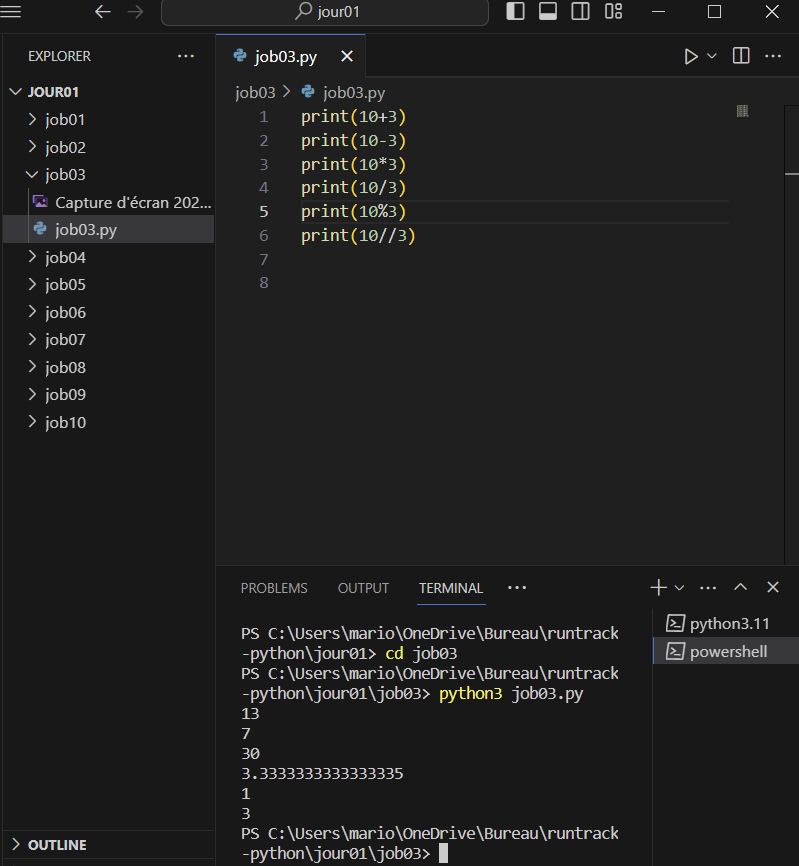 jour01
EXPLORER
JOUR01
job01
job02
job03
Capture d'écran 202...
job03.py
job04
job05
job06
job07
job08
job09
job10
OUTLINE
job03.py
job03 > job03.py
1 print(10+3)
2 print(10-3)
3 print(10*3)
4 print(10/3)
5 print(10%3)
6 print(10//3)
7
8
PROBLEMS OUTPUT TERMINAL
PS C:\Users\mario\OneDrive\Bureau\runtrack
-python\jour01> cd job03
PS C:\Users\mario\OneDrive\Bureau\runtrack
-python\jour01\job03> python3 job03.py
13
7
30
3.3333333333333335
1
3
PS C:\Users\mario\OneDrive\Bureau\runtrack
-python\jour01\job03>
python3.11
powershell